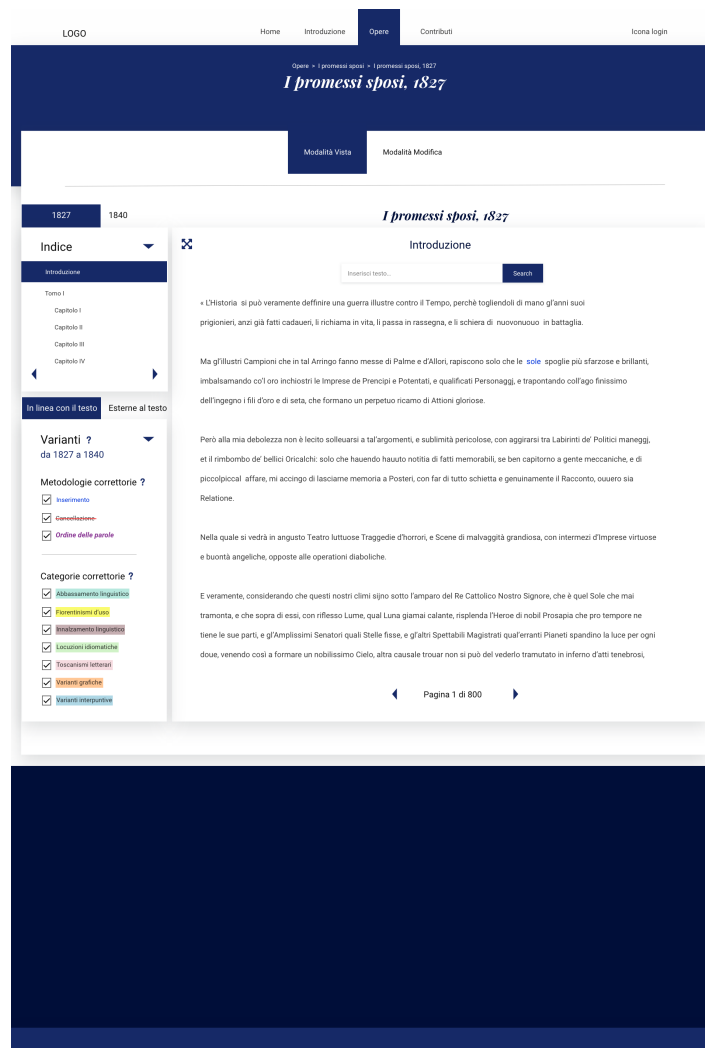 LOGO
Home
Introduzione
Opere
Contributi
Icona login
Opere > I promessi sposi > I promessi sposi, 1827
I promessi sposi, 1827
Modalità Vista
Modalità Modifica
1827
1840
I promessi sposi, 1827
Indice
Introduzione
Tomo I
Capitolo I
Capitolo II
Capitolo III
Capitolo IV
In linea con il testo
Esterne al testo
Varianti ?
da 1827 a 1840
Metodologie correttorie ?
Inserimento
Cancellazione
Ordine delle parole
Categorie correttorie ?
Abbassamento linguistico
Fiorentinismi d'uso
Innalzamento linguistico
Locuzioni idiomatiche
Toscanismi letterari
Varianti grafiche
Varianti interpuntive
Introduzione
Inserisci testo...
Search
« L'Historia si può veramente deffinire una guerra illustre contro il Tempo, perchè togliendoli di mano gl'anni suoi
prigionieri, anzi già fatti cadaueri, li richiama in vita, li passa in rassegna, e li schiera di nuovonuouo in battaglia.
Ma gl'illustri Campioni che in tal Arringo fanno messe di Palme e d'Allori, rapiscono solo che le sole spoglie più sfarzose e brillanti,
imbalsamando co'l oro inchiostri le Imprese de Prencipi e Potentati, e qualificati Personaggj, e trapontando coll'ago finissimo
dell'ingegno i fili d'oro e di seta, che formano un perpetuo ricamo di Attioni gloriose.
Però alla mia debolezza non è lecito solleuarsi a tal'argomenti, e sublimità pericolose, con aggirarsi tra Labirinti de' Politici maneggj,
et il rimbombo de' bellici Oricalchi: solo che hauendo hauuto notitia di fatti memorabili, se ben capitorno a gente meccaniche, e di
piccolpiccal affare, mi accingo di lasciarne memoria a Posteri, con far di tutto schietta e genuinamente il Racconto, ouuero sia
Relatione.
Nella quale si vedrà in angusto Teatro luttuose Traggedie d'horrori, e Scene di malvaggità grandiosa, con intermezi d'Imprese virtuose
e buontà angeliche, opposte alle operationi diaboliche.
E veramente, considerando che questi nostri climi sijno sotto l'amparo del Re Cattolico Nostro Signore, che è quel Sole che mai
tramonta, e che sopra di essi, con riflesso Lume, qual Luna giamai calante, risplenda l'Heroe di nobil Prosapia che pro tempore ne
tiene le sue parti, e gl'Amplissimi Senatori quali Stelle fisse, e gl'altri Spettabili Magistrati qual'erranti Pianeti spandino la luce per ogni
doue, venendo così a formare un nobilissimo Cielo, altra causale trouar non si può del vederlo tramutato in inferno d'atti tenebrosi,
Pagina 1 di 800